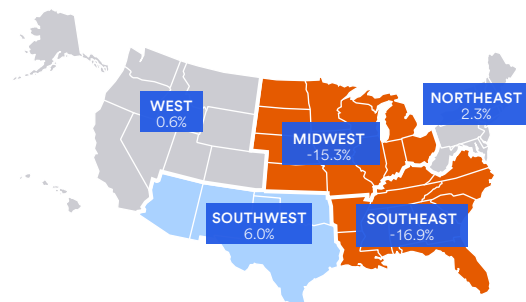 WEST
0.6%
NORTHEAST
2.3%
MIDWEST
-15.3%
SOUTHWEST
6.0%
SOUTHEAST
-16.9%